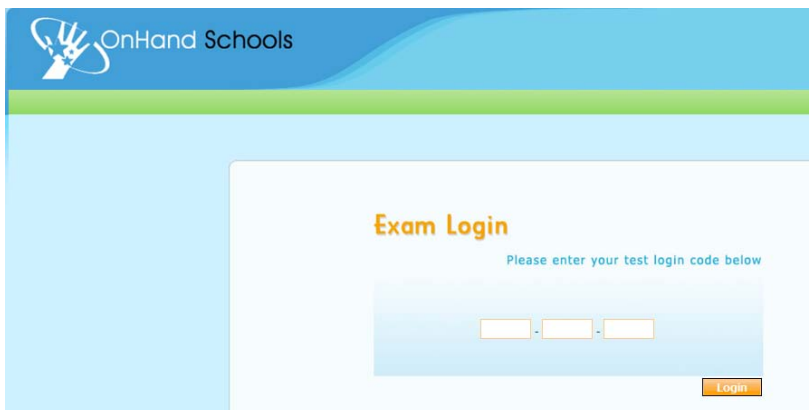 OnHand Schools
Exam Login
Please enter your test login code below
- -
Login